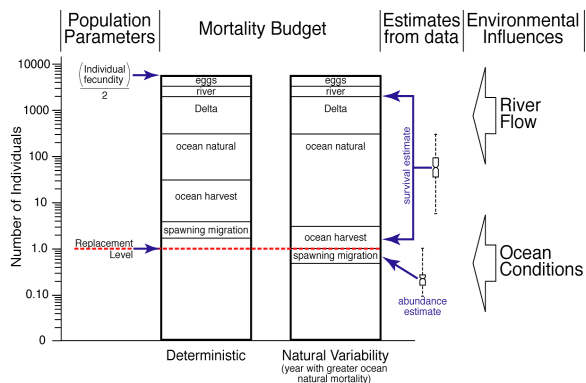 Population
Parameters
Mortality Budget
Estimates
from data
Environmental
Influences
10000
1000
100
10
1.0
0.10
0
Number of Individuals
(Individual
fecundity)
2
Replacement
Level
eggs
river
Delta
ocean natural
ocean harvest
spawning migration
eggs
river
Delta
ocean natural
ocean harvest
spawning migration
survival estimate
abundance
estimate
River
Flow
Ocean
Conditions
Deterministic
Natural Variability
(year with greater ocean
natural mortality)